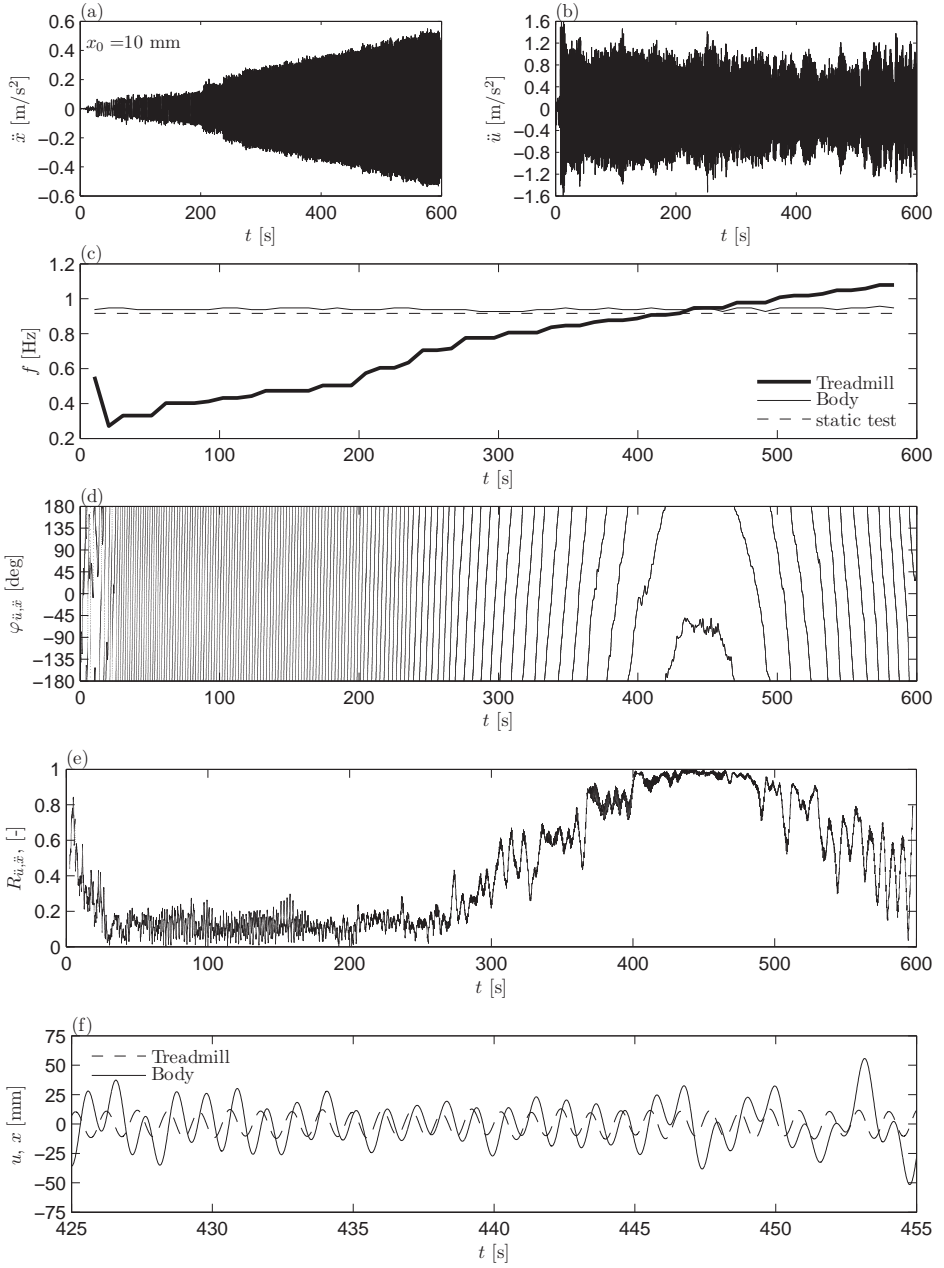 (a)
0.6
0.4
0.2
0
−0.2
−0.4
−0.6
ẍ [m/s²]
x₀ =10 mm
0 200 400 600
t [s]
(b)
1.6
1.2
0.8
0.4
0
−0.4
−0.8
−1.2
−1.6
ü [m/s²]
0 200 400 600
t [s]
(c)
1.2
1
0.8
0.6
0.4
0.2
f [Hz]
Treadmill
Body
static test
0 100 200 300 400 500 600
t [s]
(d)
180
135
90
45
0
−45
−90
−135
−180
φü,ẍ [deg]
0 100 200 300 400 500 600
t [s]
(e)
1
0.8
0.6
0.4
0.2
0
Rü,ẍ, [-]
0 100 200 300 400 500 600
t [s]
(f)
75
50
25
0
−25
−50
−75
u, x [mm]
Treadmill
Body
425 430 435 440 445 450 455
t [s]